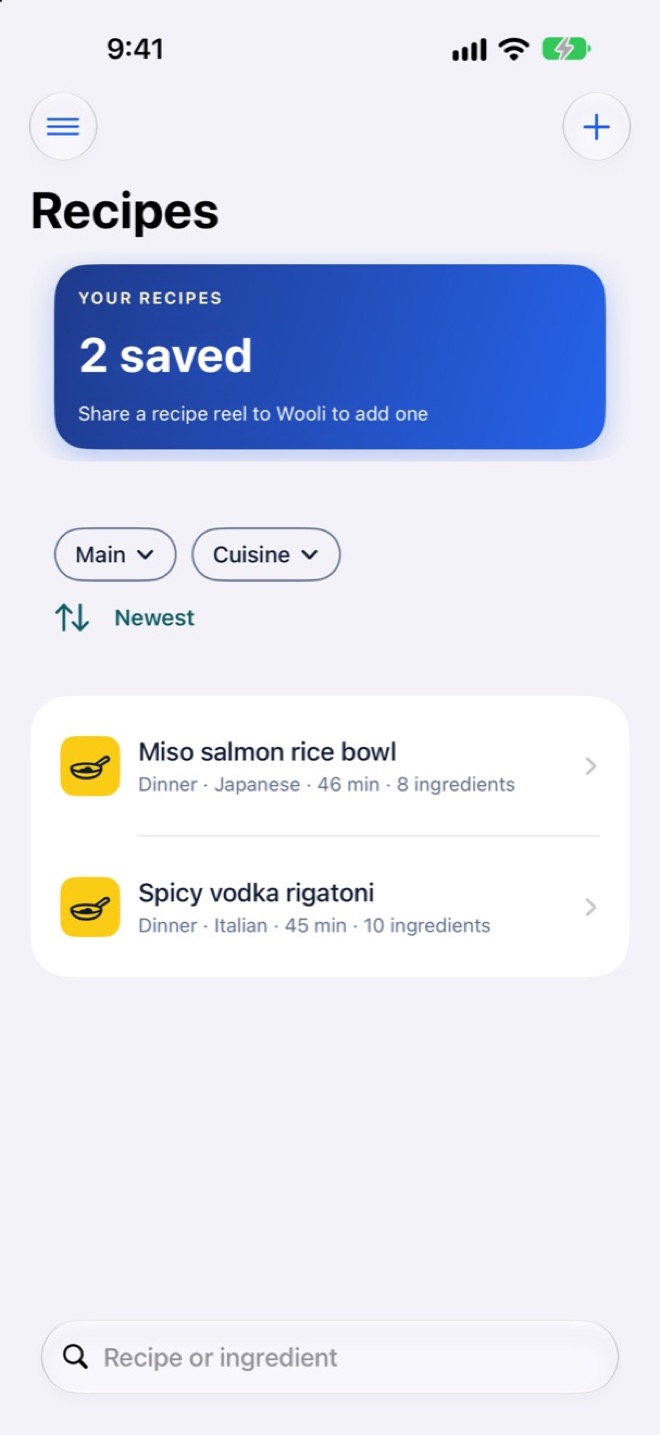 9:41
Recipes
YOUR RECIPES
2 saved
Share a recipe reel to Wooli to add one
Main
Cuisine
Newest
Miso salmon rice bowl
Dinner · Japanese · 46 min · 8 ingredients
Spicy vodka rigatoni
Dinner · Italian · 45 min · 10 ingredients
Recipe or ingredient